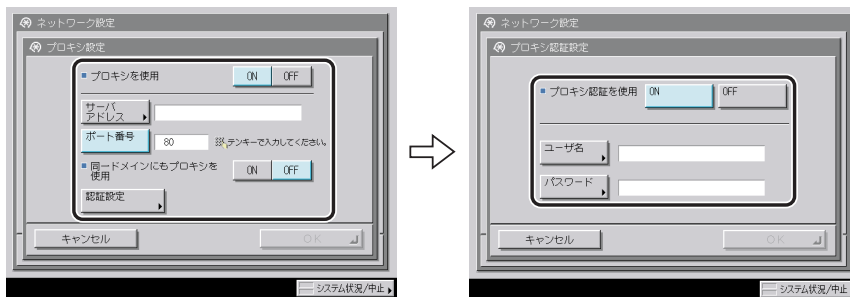 ネットワーク設定
プロキシ設定
プロキシを使用
ON OFF
サーバ
アドレス
ポート番号
80
※テンキーで入力してください。
同一ドメインにもプロキシを
使用
ON OFF
認証設定
キャンセル
OK
システム状況/中止
ネットワーク設定
プロキシ認証設定
プロキシ認証を使用
ON OFF
ユーザ名
パスワード
キャンセル
OK
システム状況/中止